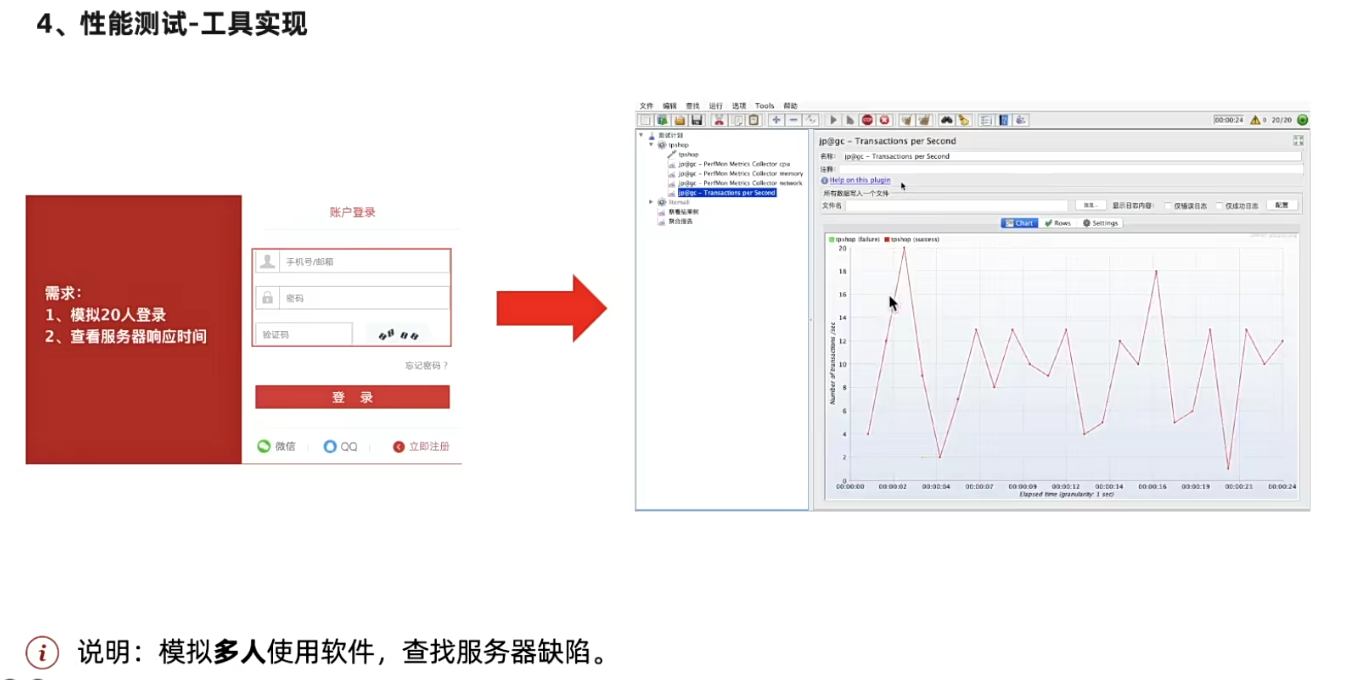 4、性能测试-工具实现
需求：
1、模拟20人登录
2、查看服务器响应时间
账户登录
手机号/邮箱
密码
验证码
忘记密码？
登 录
微信
QQ
立即注册
文件 编辑 查找 运行 选项 Tools 帮助
00:00:24
0 20/20
测试计划
tpshop
tpshop
jp@gc - PerfMon Metrics Collector cpu
jp@gc - PerfMon Metrics Collector memory
jp@gc - PerfMon Metrics Collector network
jp@gc - Transactions per Second
察看结果树
聚合报告
jp@gc - Transactions per Second
名称: jp@gc - Transactions per Second
注释:
Help on this plugin
所有数据写入一个文件
文件名
浏览... 显示日志内容: 仅错误日志 仅成功日志 配置
Chart Rows Settings
tpshop (failure) tpshop (success)
20
18
16
14
12
10
8
6
4
2
0
Number of transactions /sec
00:00:00 00:00:02 00:00:04 00:00:07 00:00:09 00:00:12 00:00:14 00:00:16 00:00:19 00:00:21 00:00:24
Elapsed time (granularity: 1 sec)
说明：模拟多人使用软件，查找服务器缺陷。